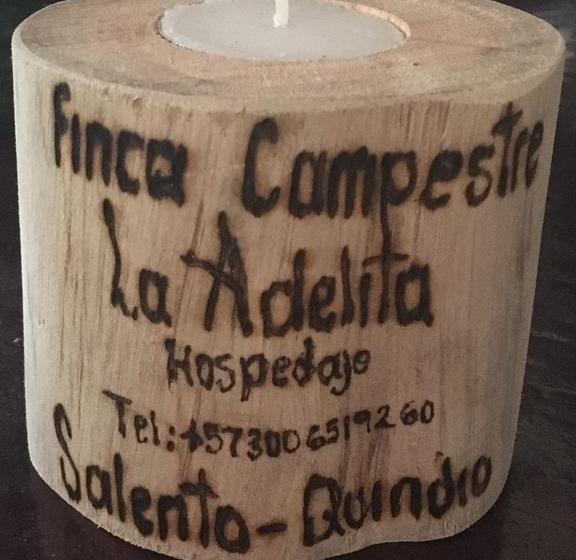 Finca Campestre
La Adelita
Hospedaje
Tel:+573006519260
Salento-Quindio